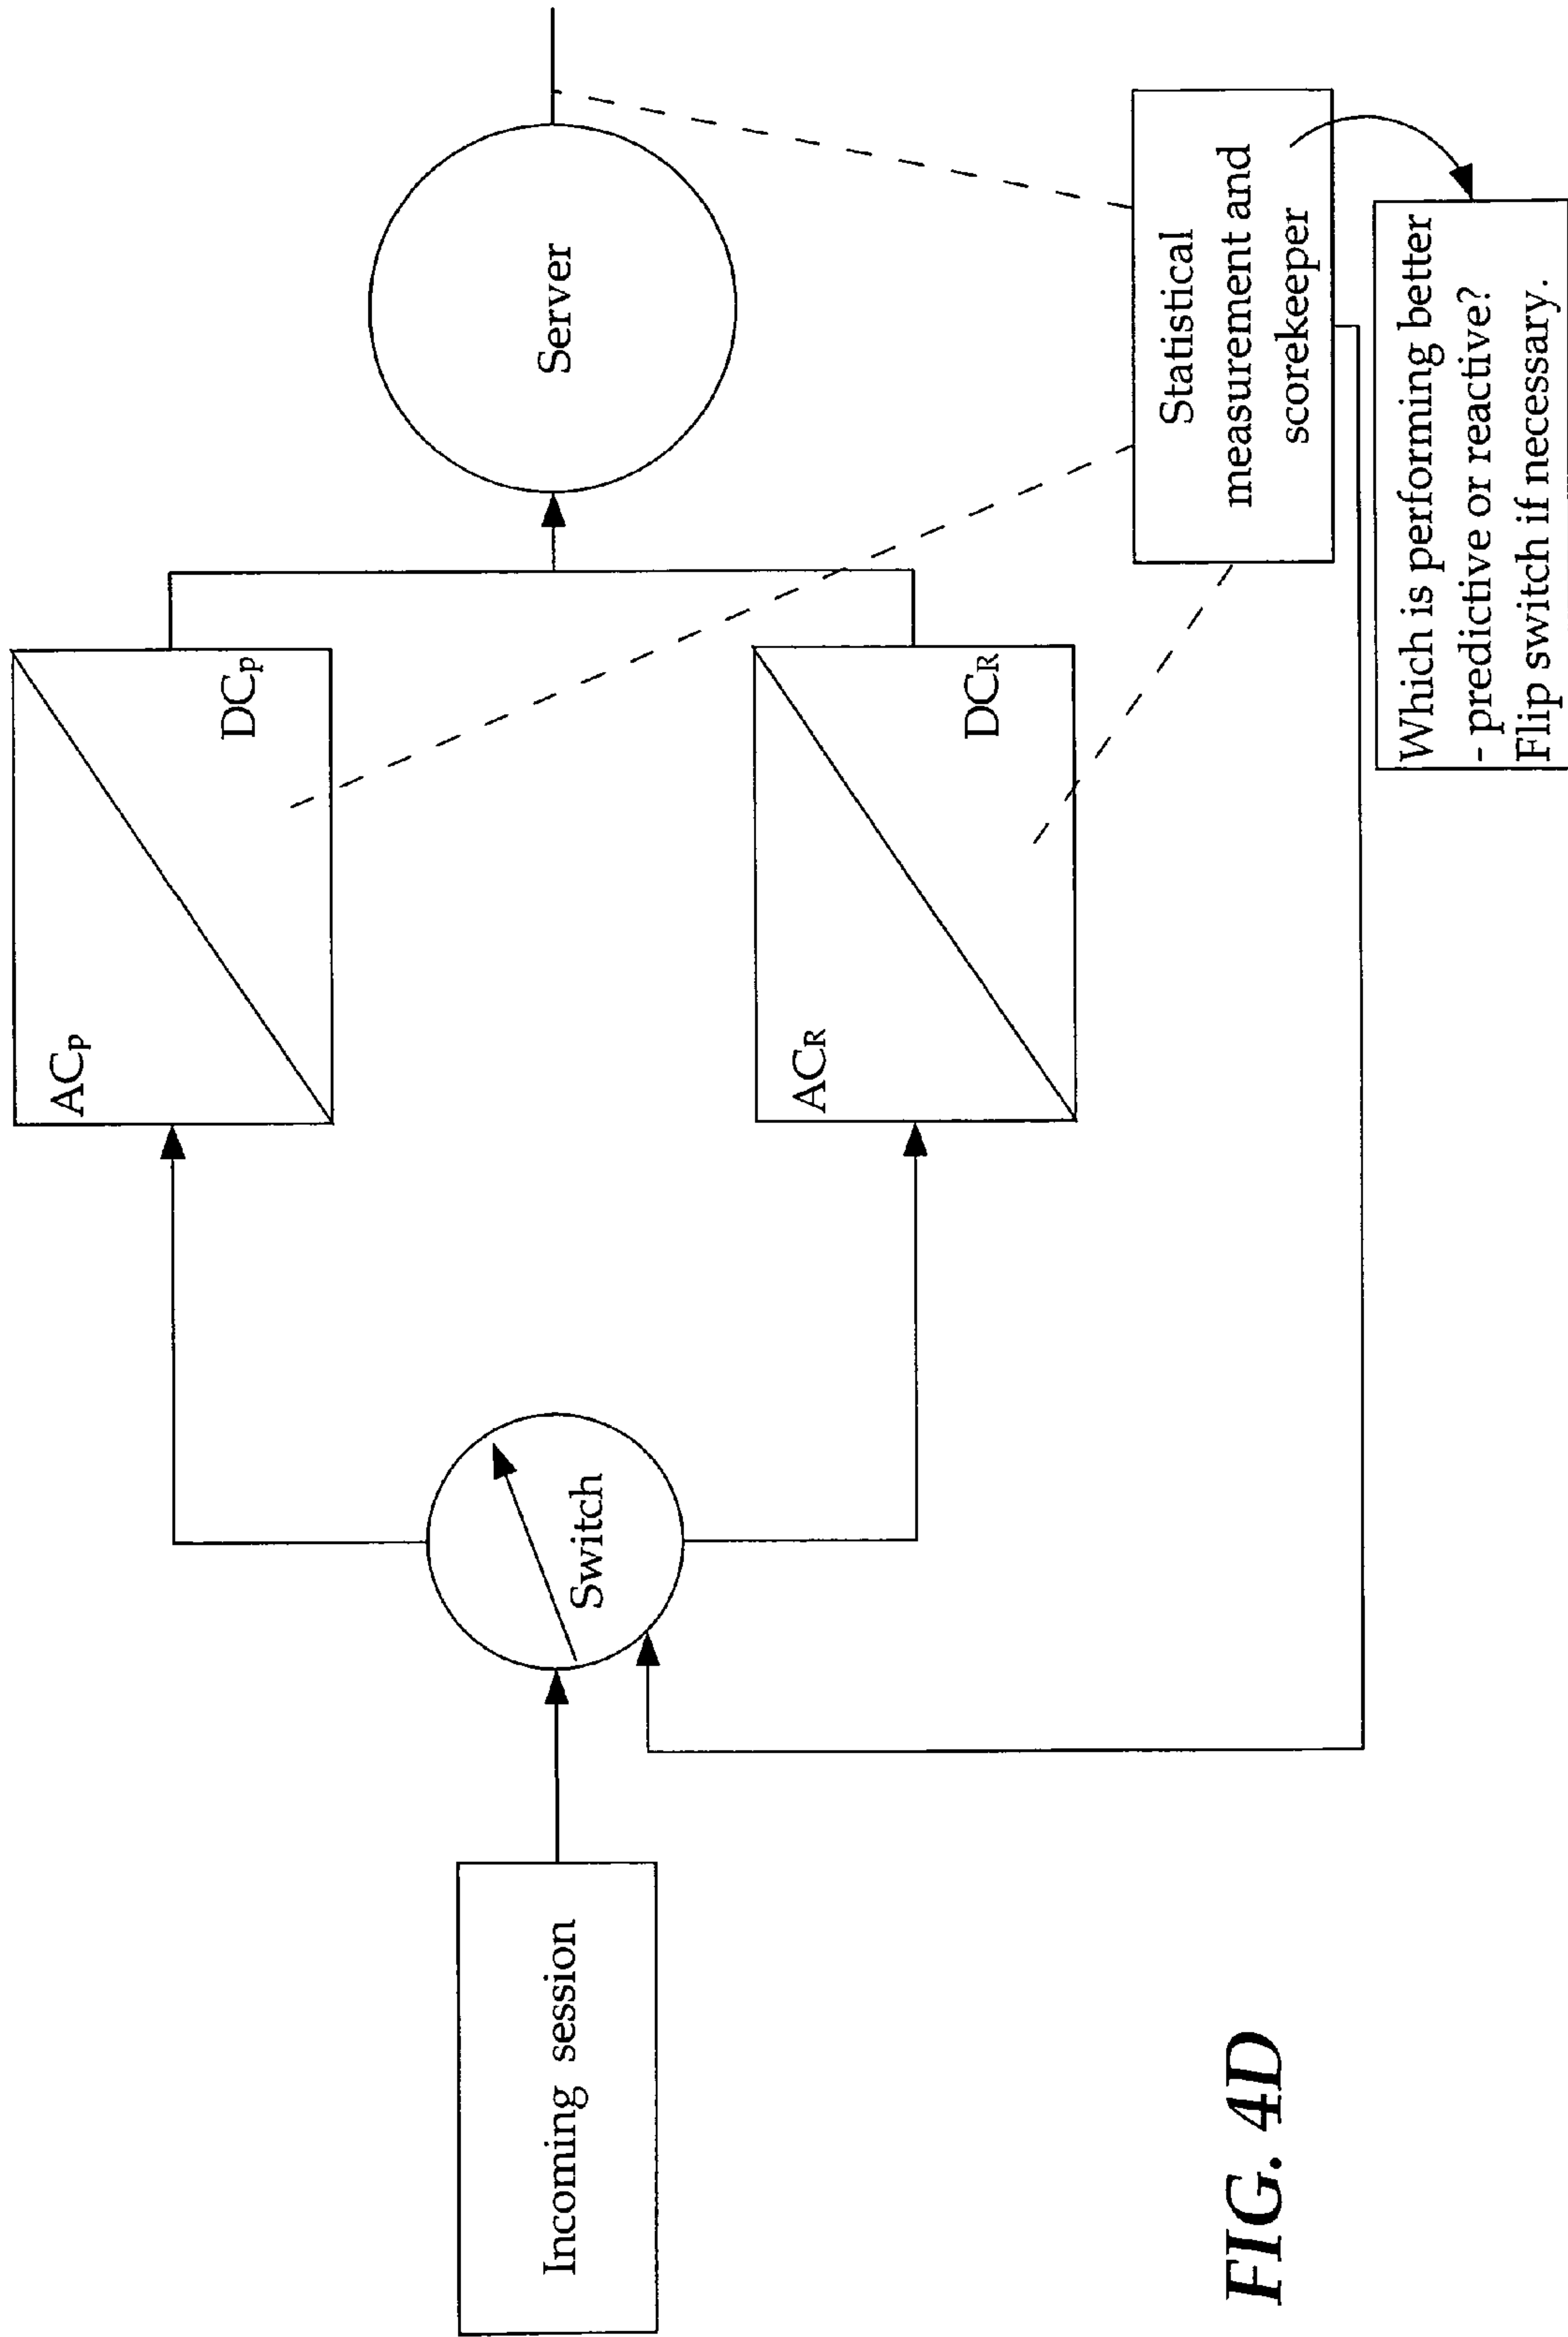 Incoming session
Switch
ACP
DCP
ACR
DCR
Server
Statistical
measurement and
scorekeeper
Which is performing better
- predictive or reactive?
Flip switch if necessary.
FIG. 4D